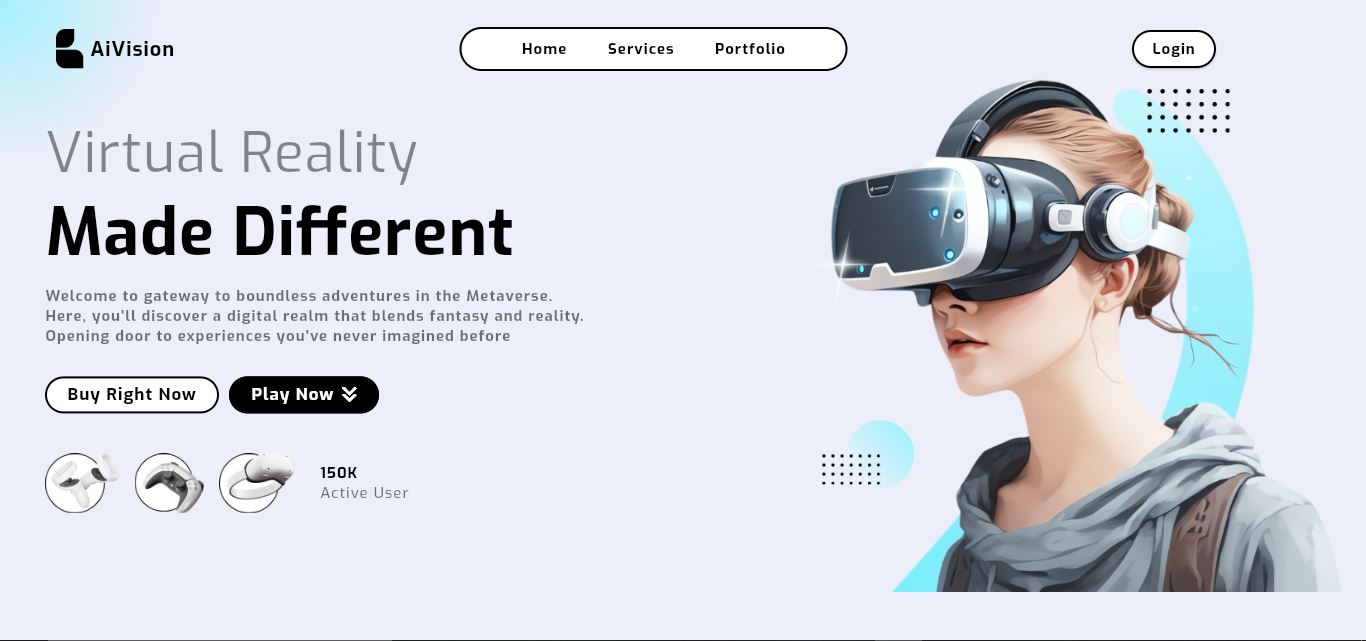 AiVision
Home Services Portfolio
Login
Virtual Reality
Made Different
Welcome to gateway to boundless adventures in the Metaverse.
Here, you'll discover a digital realm that blends fantasy and reality.
Opening door to experiences you've never imagined before
Buy Right Now
Play Now
150K
Active User